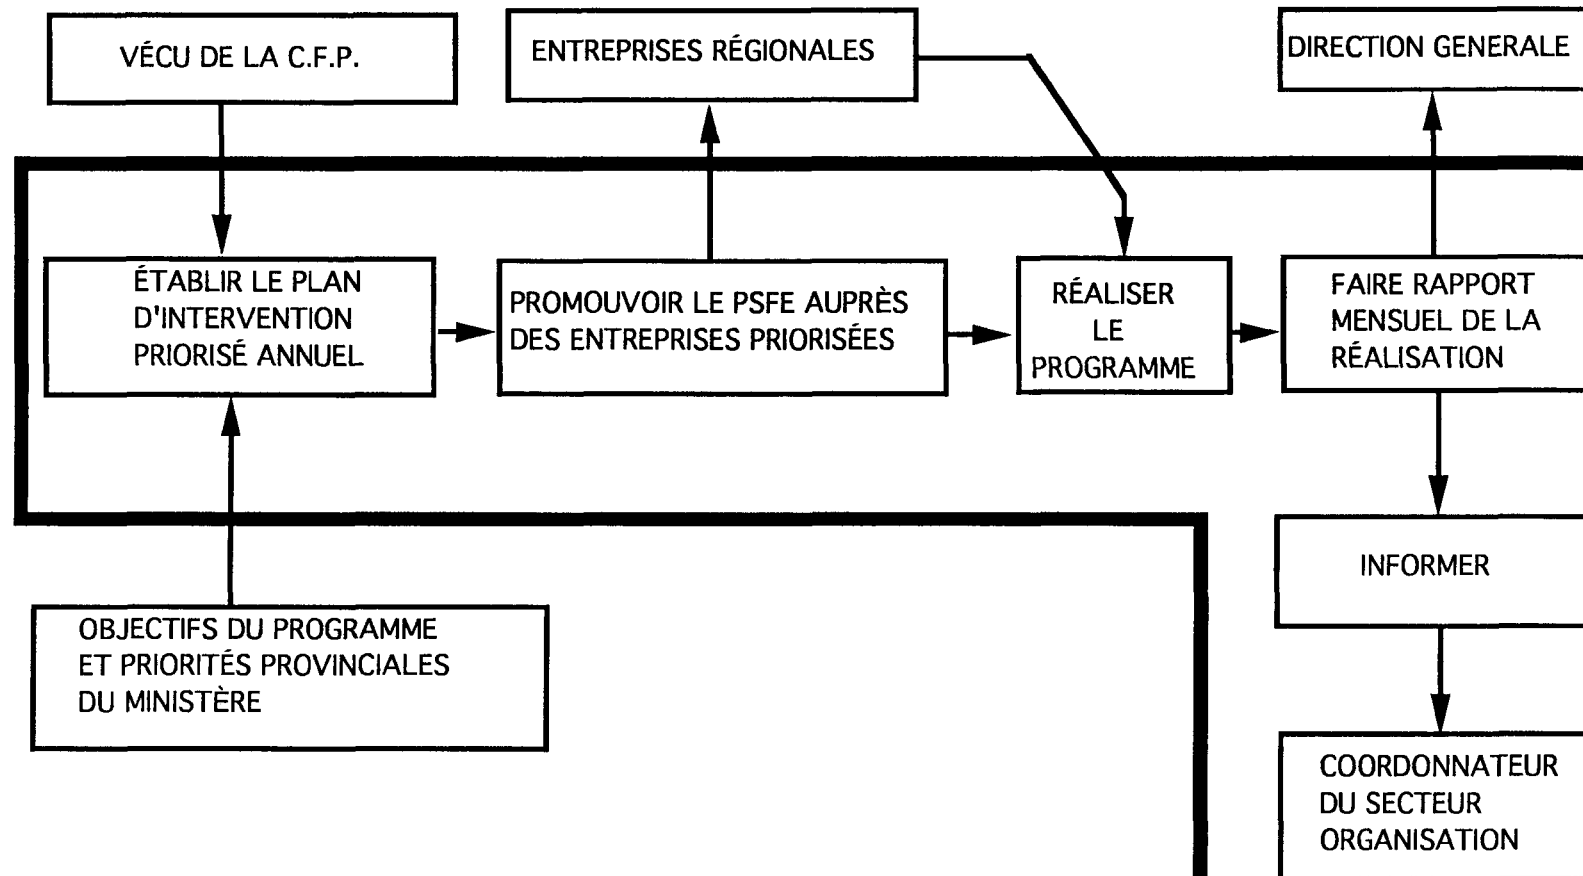 VÉCU DE LA C.F.P.
ENTREPRISES RÉGIONALES
DIRECTION GENERALE
ÉTABLIR LE PLAN
D'INTERVENTION
PRIORISÉ ANNUEL
PROMOUVOIR LE PSFE AUPRÈS
DES ENTREPRISES PRIORISÉES
RÉALISER
LE
PROGRAMME
FAIRE RAPPORT
MENSUEL DE LA
RÉALISATION
INFORMER
OBJECTIFS DU PROGRAMME
ET PRIORITÉS PROVINCIALES
DU MINISTÈRE
COORDONNATEUR
DU SECTEUR
ORGANISATION